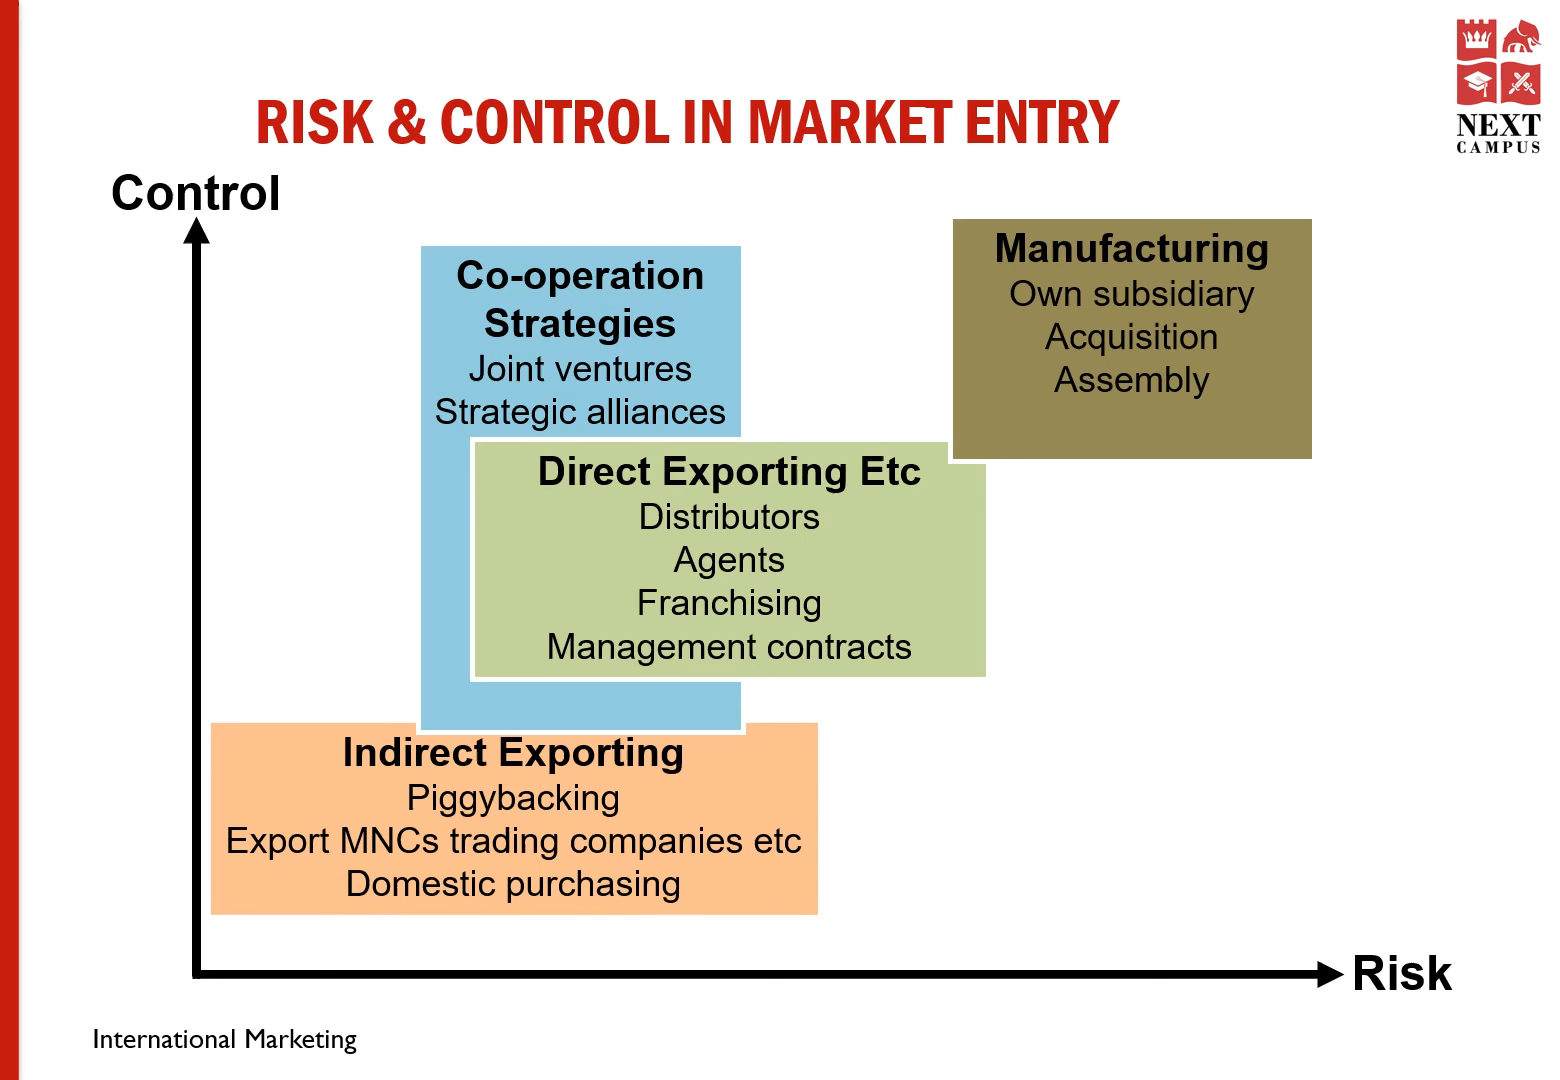 NEXT
CAMPUS
RISK & CONTROL IN MARKET ENTRY
Control
Co-operation
Strategies
Joint ventures
Strategic alliances
Manufacturing
Own subsidiary
Acquisition
Assembly
Direct Exporting Etc
Distributors
Agents
Franchising
Management contracts
Indirect Exporting
Piggybacking
Export MNCs trading companies etc
Domestic purchasing
Risk
International Marketing